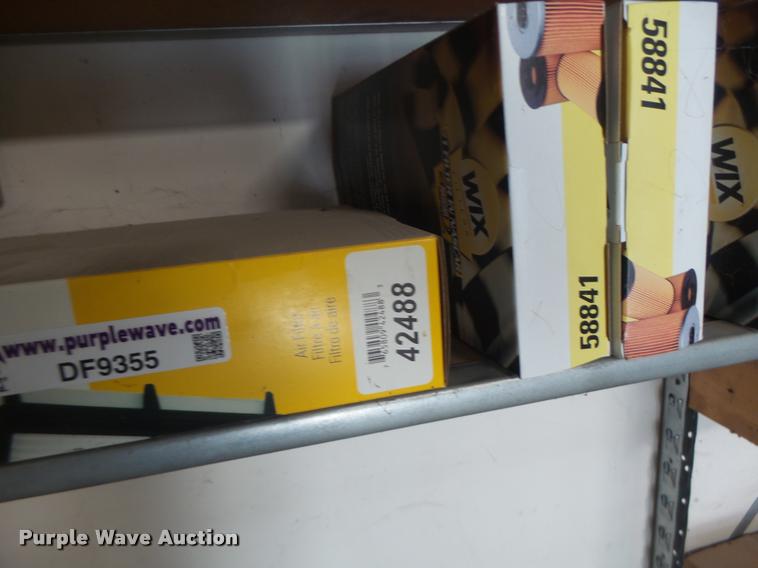 58841
58841
WIX
WIX
www.purplewave.com
DF9355
Air Filter
Filtre à air
Filtro de aire
42488
Purple Wave Auction